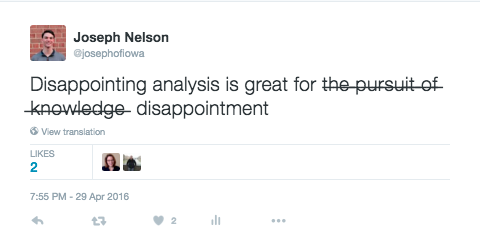 Joseph Nelson
@josephofiowa
Disappointing analysis is great for the pursuit of
knowledge disappointment
View translation
LIKES
2
7:55 PM - 29 Apr 2016
2